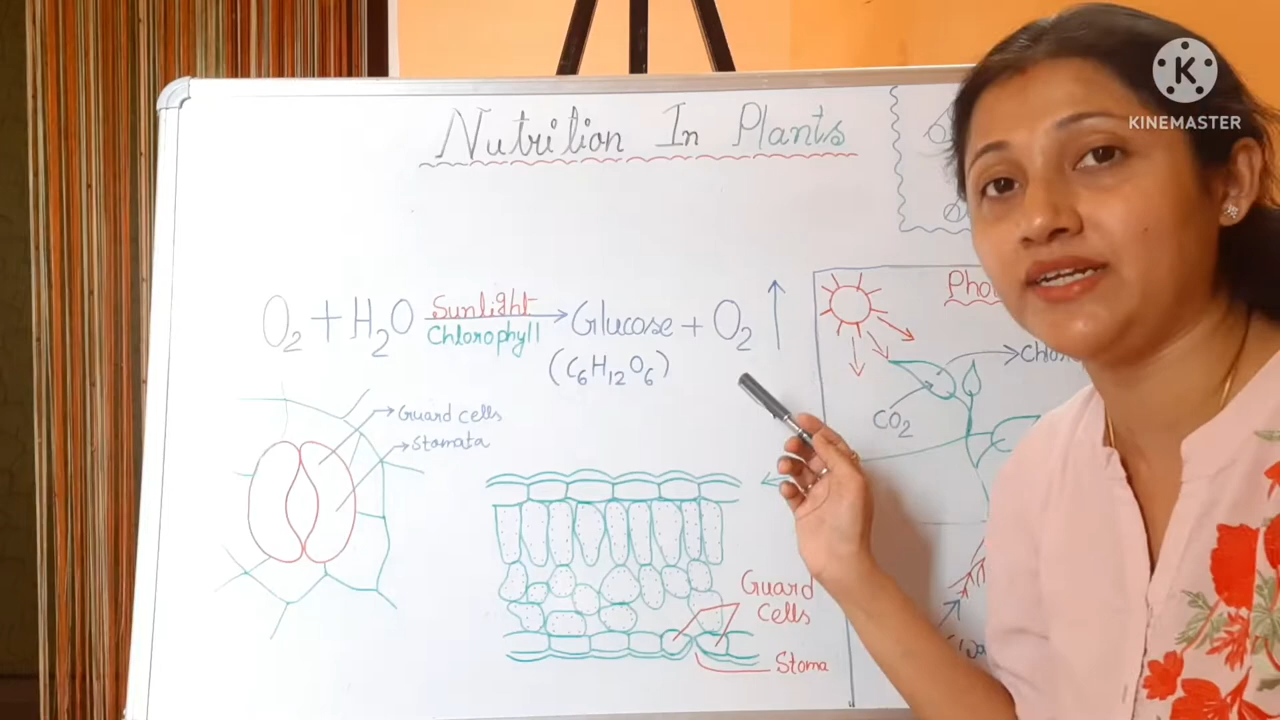 Nutrition In Plants
O2 + H2O Sunlight Chlorophyll → Glucose + O2 ↑
(C6H12O6)
Guard cells
Stomata
Guard
Cells
Stoma
CO2
KINEMASTER